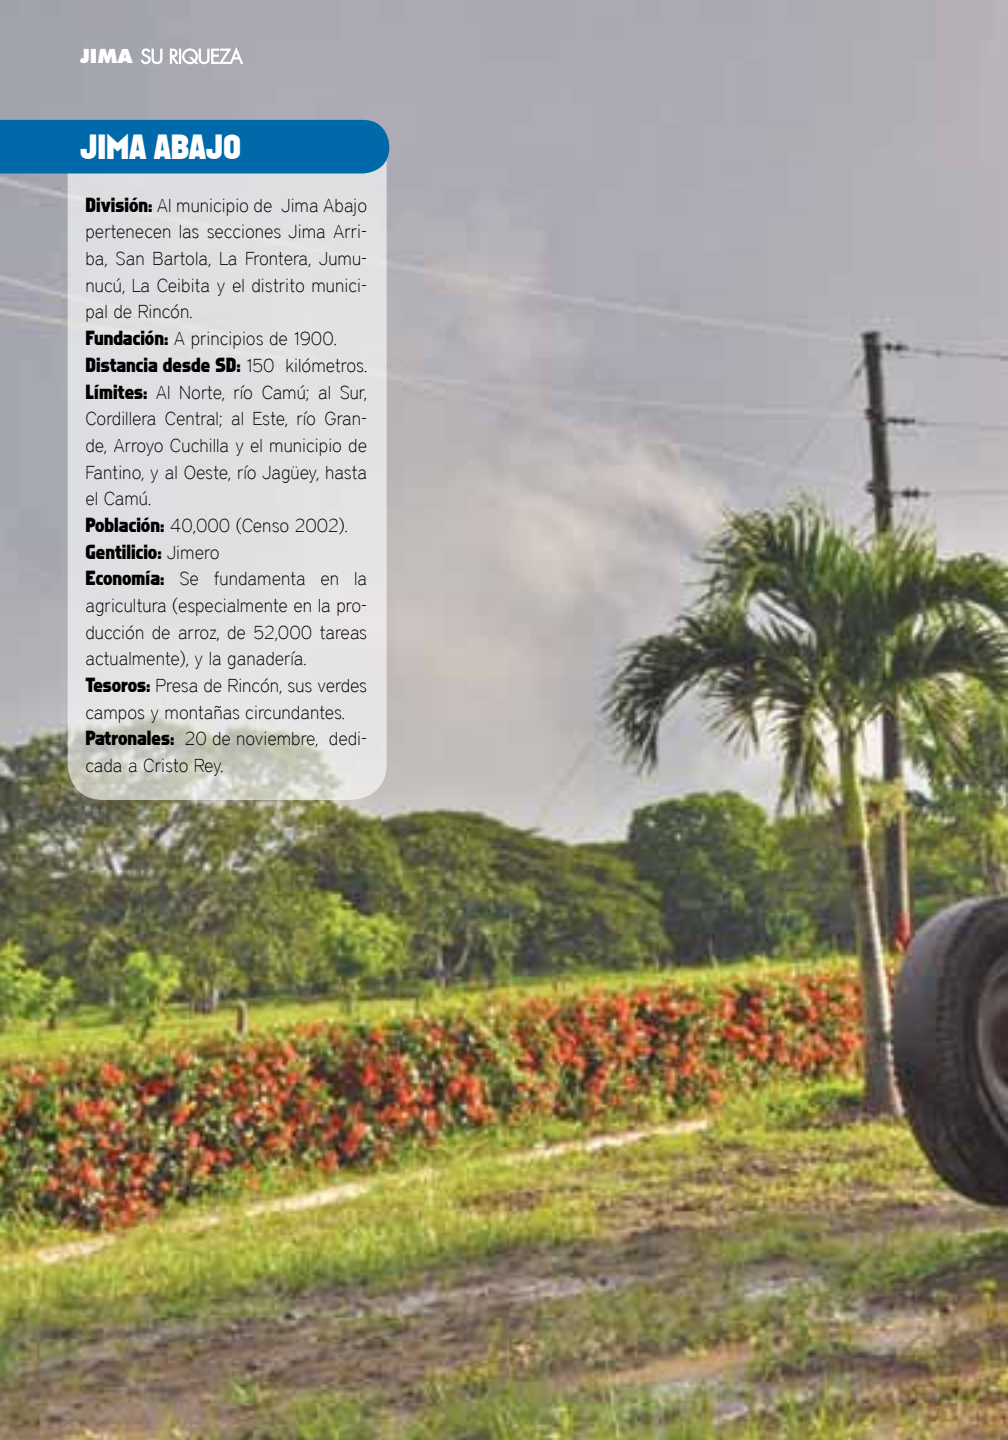 JIMA SU RIQUEZA
JIMA ABAJO
División: Al municipio de Jima Abajo
pertenecen las secciones Jima Arri-
ba, San Bartola, La Frontera, Jumu-
nucú, La Ceibita y el distrito munici-
pal de Rincón.
Fundación: A principios de 1900.
Distancia desde SD: 150 kilómetros.
Límites: Al Norte, río Camú; al Sur,
Cordillera Central; al Este, río Gran-
de, Arroyo Cuchilla y el municipio de
Fantino, y al Oeste, río Jagüey, hasta
el Camú.
Población: 40,000 (Censo 2002).
Gentilicio: Jimero
Economía: Se fundamenta en la
agricultura (especialmente en la pro-
ducción de arroz, de 52,000 tareas
actualmente), y la ganadería.
Tesoros: Presa de Rincón, sus verdes
campos y montañas circundantes.
Patronales: 20 de noviembre, dedi-
cada a Cristo Rey.